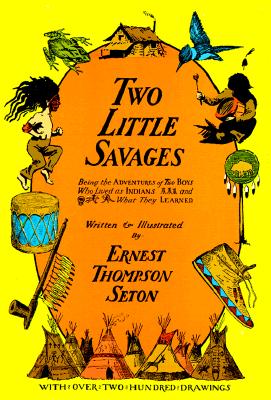 TWO
LITTLE
SAVAGES
Being the ADVENTURES of Two BOYS
Who Lived as INDIANS and
What They LEARNED
Written & Illustrated
By
ERNEST
THOMPSON
SETON
WITH OVER TWO HUNDRED DRAWINGS